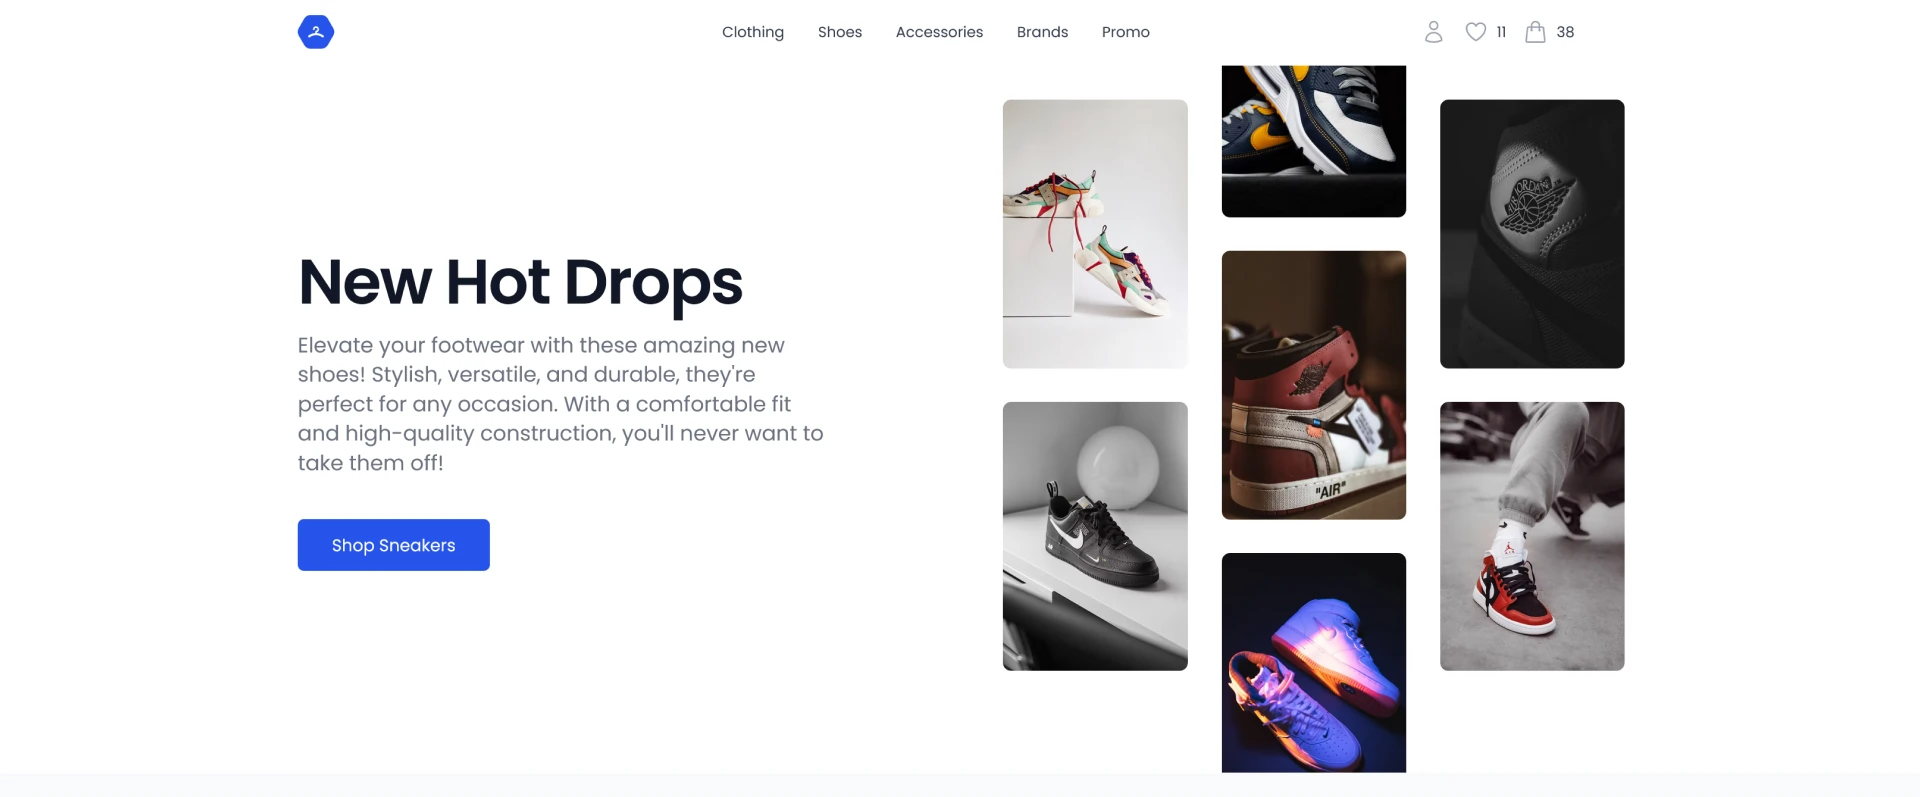 Clothing Shoes Accessories Brands Promo 11 38
New Hot Drops
Elevate your footwear with these amazing new
shoes! Stylish, versatile, and durable, they're
perfect for any occasion. With a comfortable fit
and high-quality construction, you'll never want to
take them off!
Shop Sneakers
AIR JORDAN
"AIR"